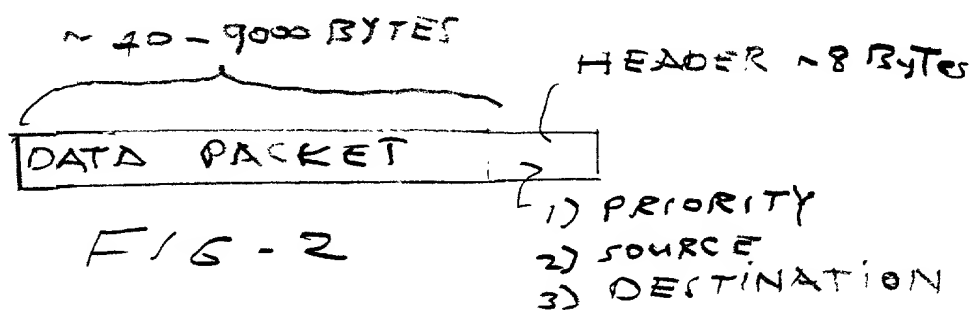 ~ 40 - 9000 BYTES
HEADER ~8 BYTes
DATA PACKET
1) PRIORITY
2) SOURCE
3) DESTINATION
FIG - 2